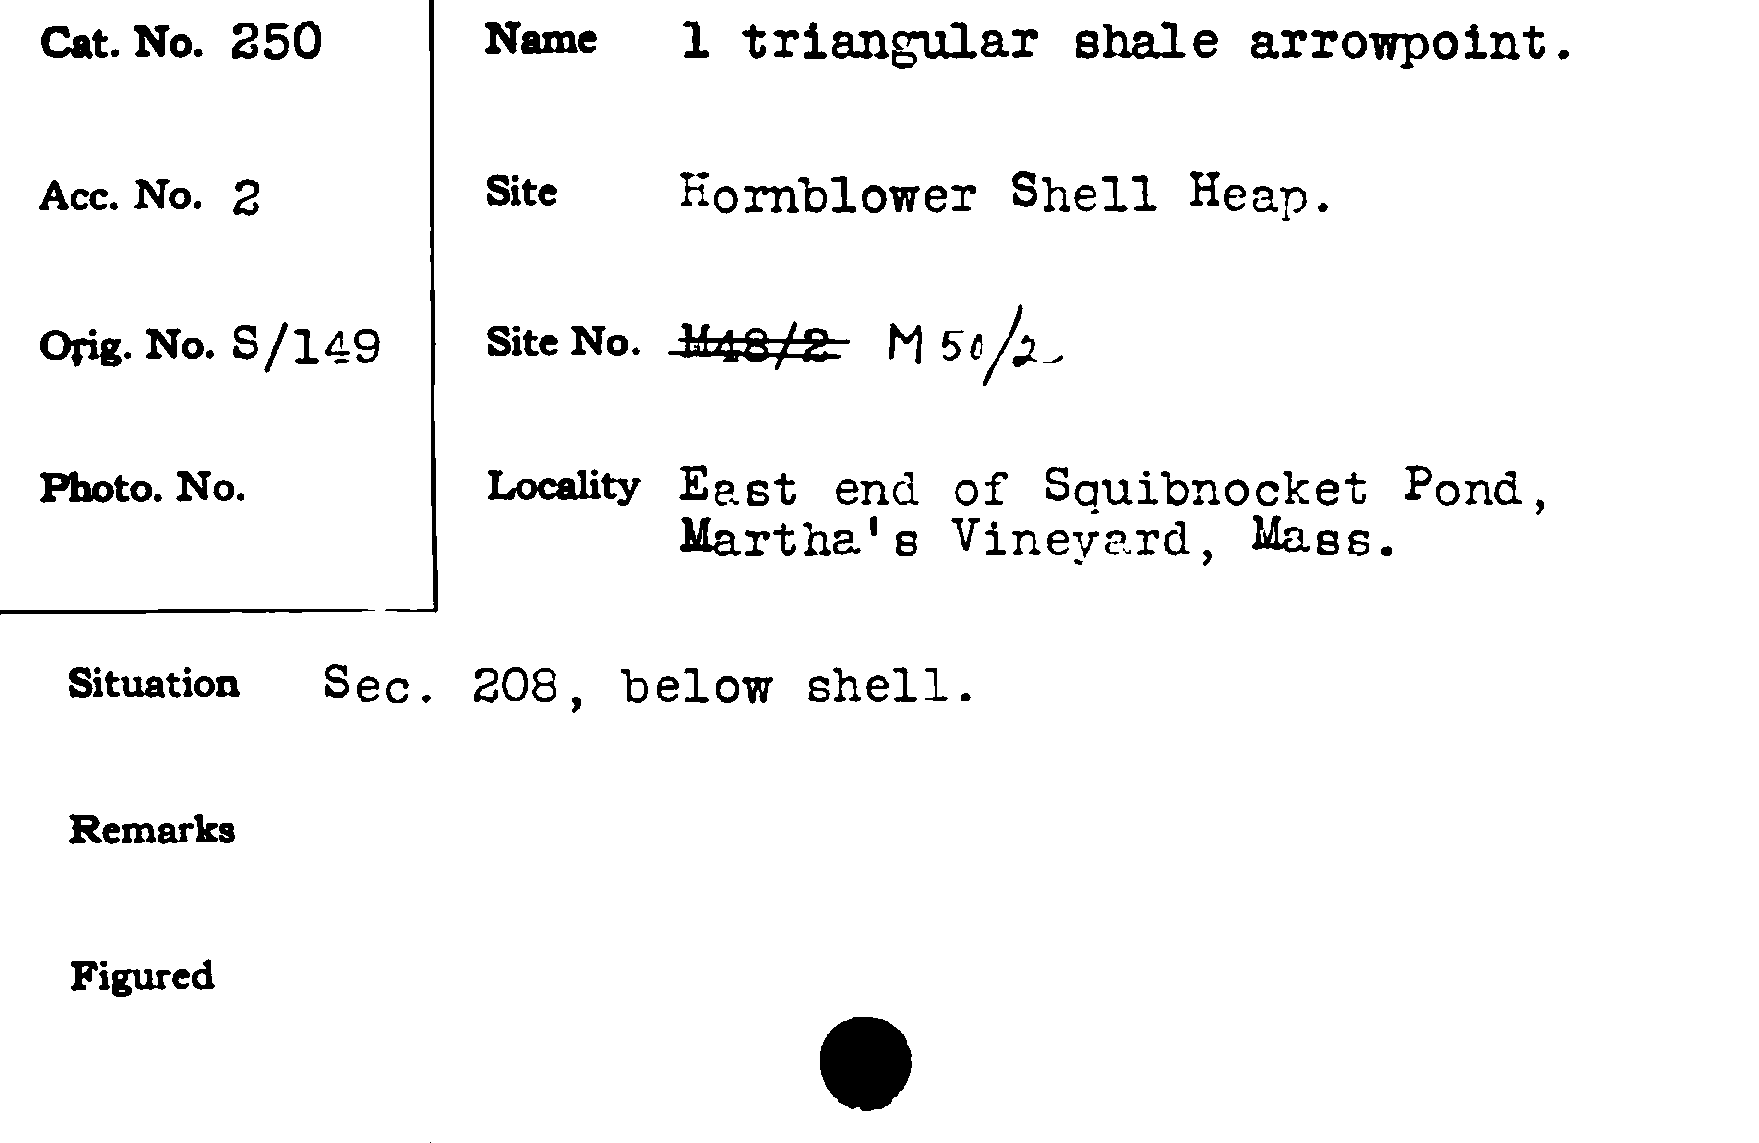 Cat. No. 250
Name 1 triangular shale arrowpoint.
Acc. No. 2
Site Hornblower Shell Heap.
Orig. No. S/149
Site No. M48/2 M 50/2
Photo. No.
Locality East end of Squibnocket Pond,
Martha's Vineyard, Mass.
Situation Sec. 208, below shell.
Remarks
Figured